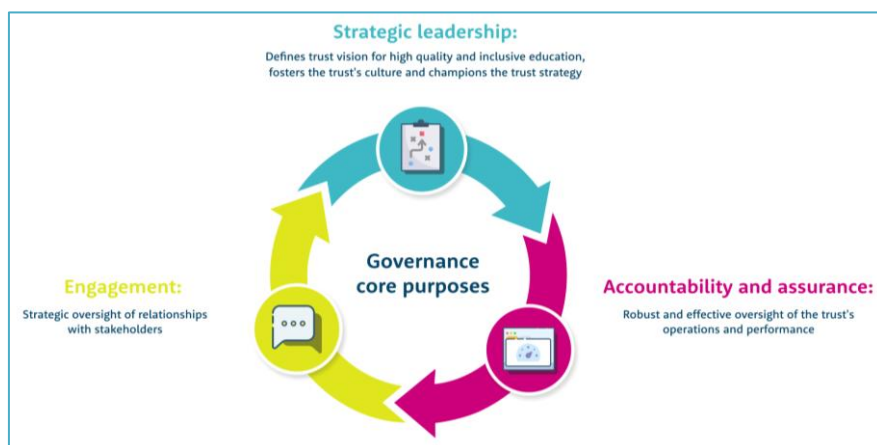 Strategic leadership:
Defines trust vision for high quality and inclusive education,
fosters the trust's culture and champions the trust strategy
Governance
core purposes
Engagement:
Strategic oversight of relationships
with stakeholders
Accountability and assurance:
Robust and effective oversight of the trust's
operations and performance